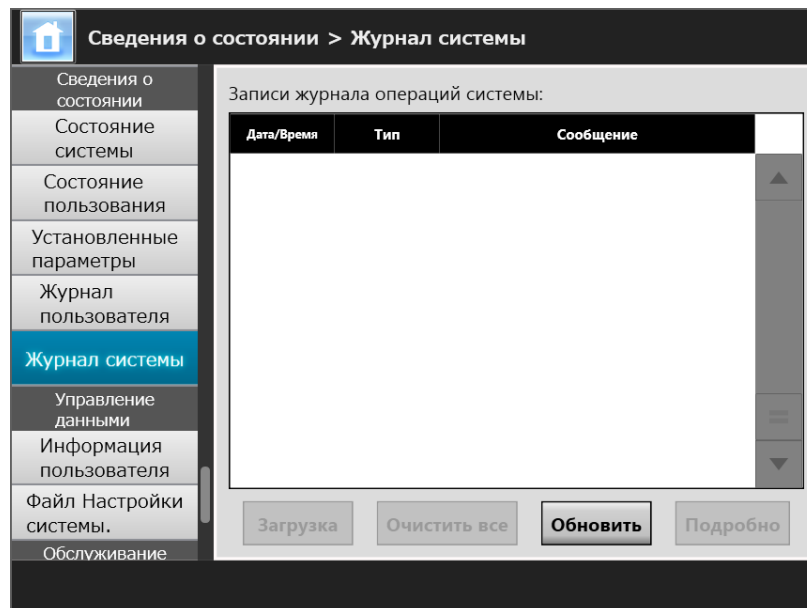 Сведения о состоянии > Журнал системы
Сведения о
состоянии
Состояние
системы
Состояние
пользования
Установленные
параметры
Журнал
пользователя
Журнал системы
Управление
данными
Информация
пользователя
Файл Настройки
системы.
Обслуживание
Записи журнала операций системы:
Дата/Время Тип Сообщение
Загрузка Очистить все Обновить Подробно